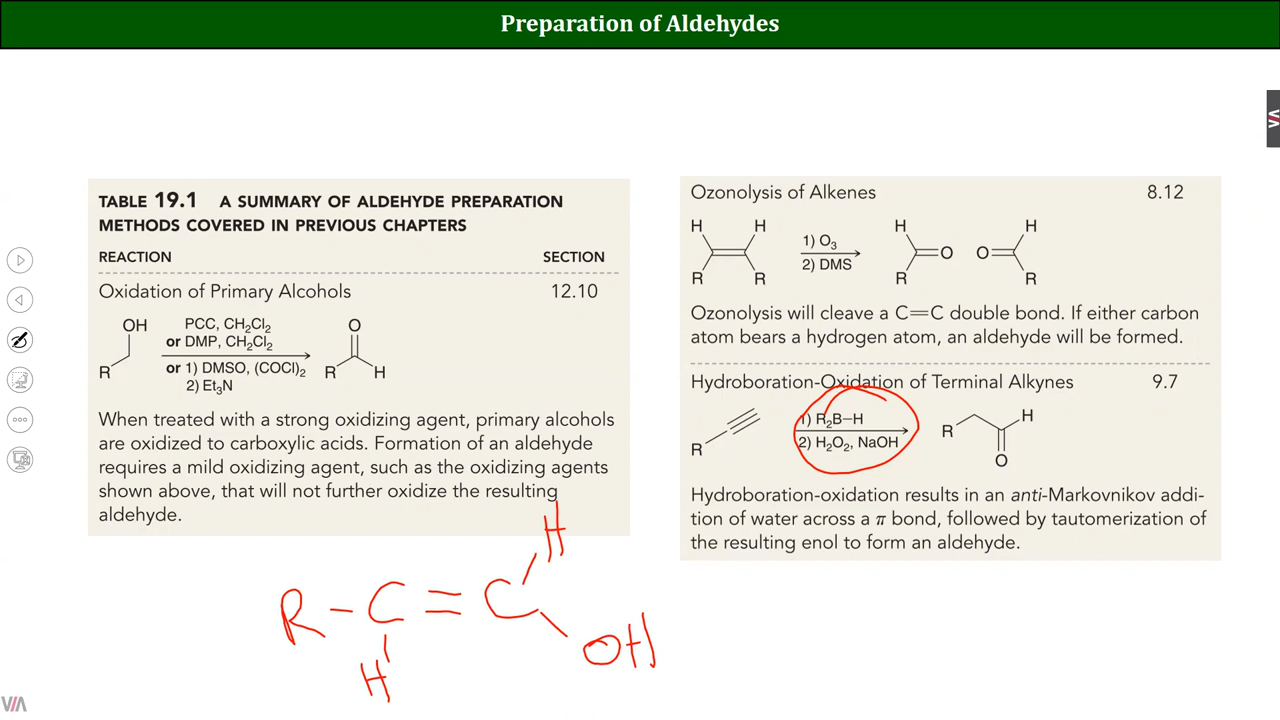 Preparation of Aldehydes
TABLE 19.1 A SUMMARY OF ALDEHYDE PREPARATION
METHODS COVERED IN PREVIOUS CHAPTERS
REACTION SECTION
Oxidation of Primary Alcohols 12.10
OH
R
PCC, CH₂Cl₂
or DMP, CH₂Cl₂
or 1) DMSO, (COCl)₂
2) Et₃N
O
R H
When treated with a strong oxidizing agent, primary alcohols
are oxidized to carboxylic acids. Formation of an aldehyde
requires a mild oxidizing agent, such as the oxidizing agents
shown above, that will not further oxidize the resulting
aldehyde.
Ozonolysis of Alkenes 8.12
H H
R R
1) O₃
2) DMS
H
O
R
H
O
R
Ozonolysis will cleave a C=C double bond. If either carbon
atom bears a hydrogen atom, an aldehyde will be formed.
Hydroboration-Oxidation of Terminal Alkynes 9.7
R
1) R₂B–H
2) H₂O₂, NaOH
R
H
O
Hydroboration-oxidation results in an anti-Markovnikov addi-
tion of water across a π bond, followed by tautomerization of
the resulting enol to form an aldehyde.
H
R – C = C
H
OH
VIA
VIA